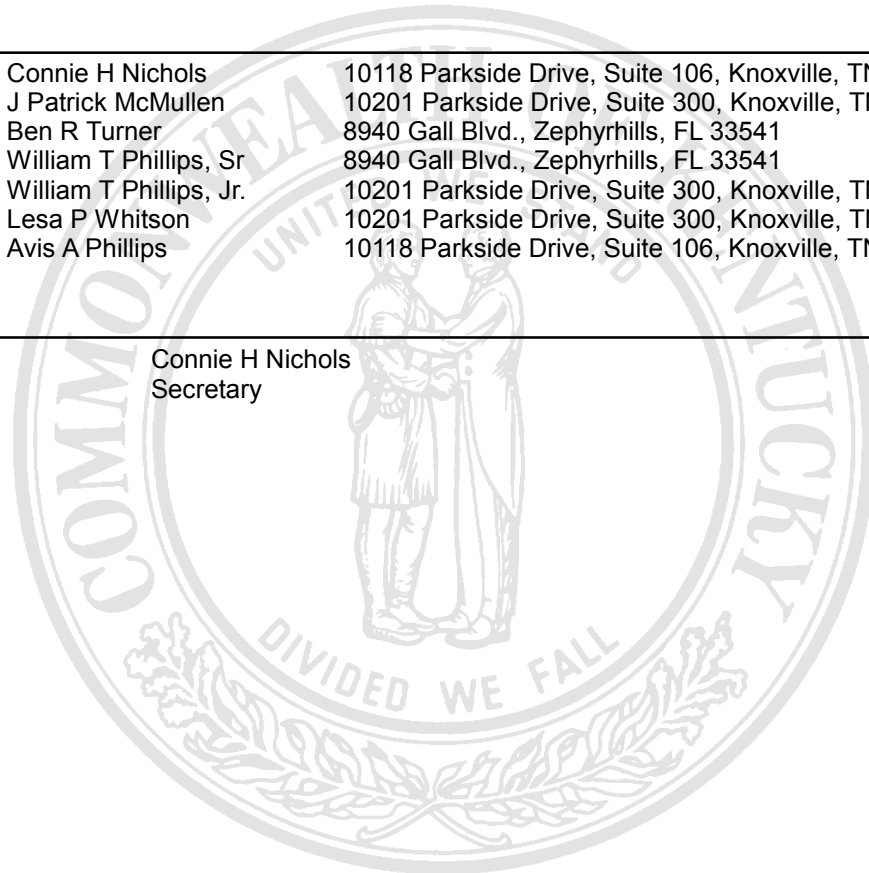 Connie H Nichols 10118 Parkside Drive, Suite 106, Knoxville, TN
J Patrick McMullen 10201 Parkside Drive, Suite 300, Knoxville, TN
Ben R Turner 8940 Gall Blvd., Zephyrhills, FL 33541
William T Phillips, Sr 8940 Gall Blvd., Zephyrhills, FL 33541
William T Phillips, Jr. 10201 Parkside Drive, Suite 300, Knoxville, TN
Lesa P Whitson 10201 Parkside Drive, Suite 300, Knoxville, TN
Avis A Phillips 10118 Parkside Drive, Suite 106, Knoxville, TN
Connie H Nichols
Secretary
COMMONWEALTH OF KENTUCKY
UNITED WE STAND
DIVIDED WE FALL